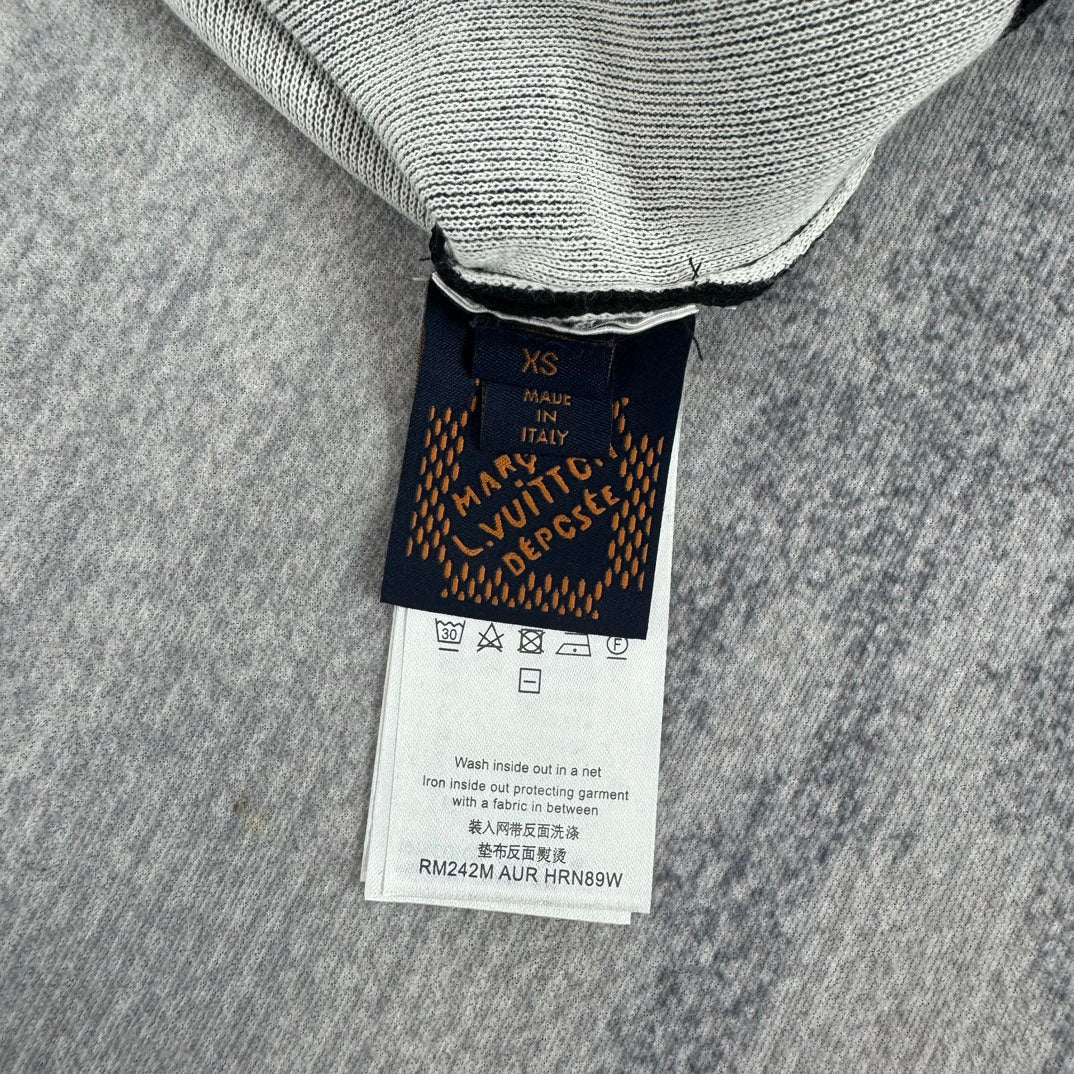 XS
MADE
IN
ITALY
MARQ
L.VUITTON
DÉPOSÉE
30
F
Wash inside out in a net
Iron inside out protecting garment
with a fabric in between
装入网带反面洗涤
垫布反面熨烫
RM242M AUR HRN89W